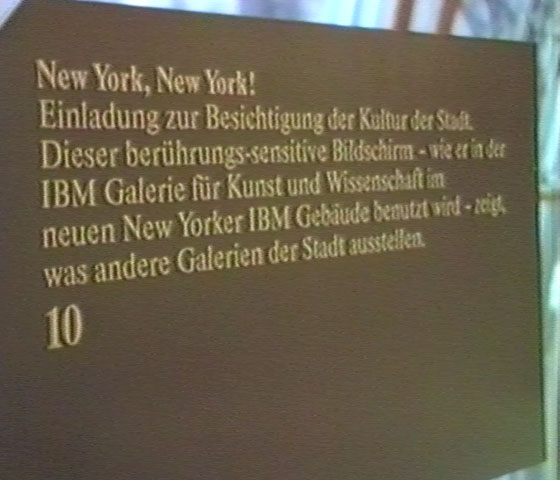 New York, New York!
Einladung zur Besichtigung der Kultur der Stadt.
Dieser berührungs-sensitive Bildschirm - wie er in der
IBM Galerie für Kunst und Wissenschaft im
neuen New Yorker IBM Gebäude benutzt wird - zeigt,
was andere Galerien der Stadt ausstellen.
10